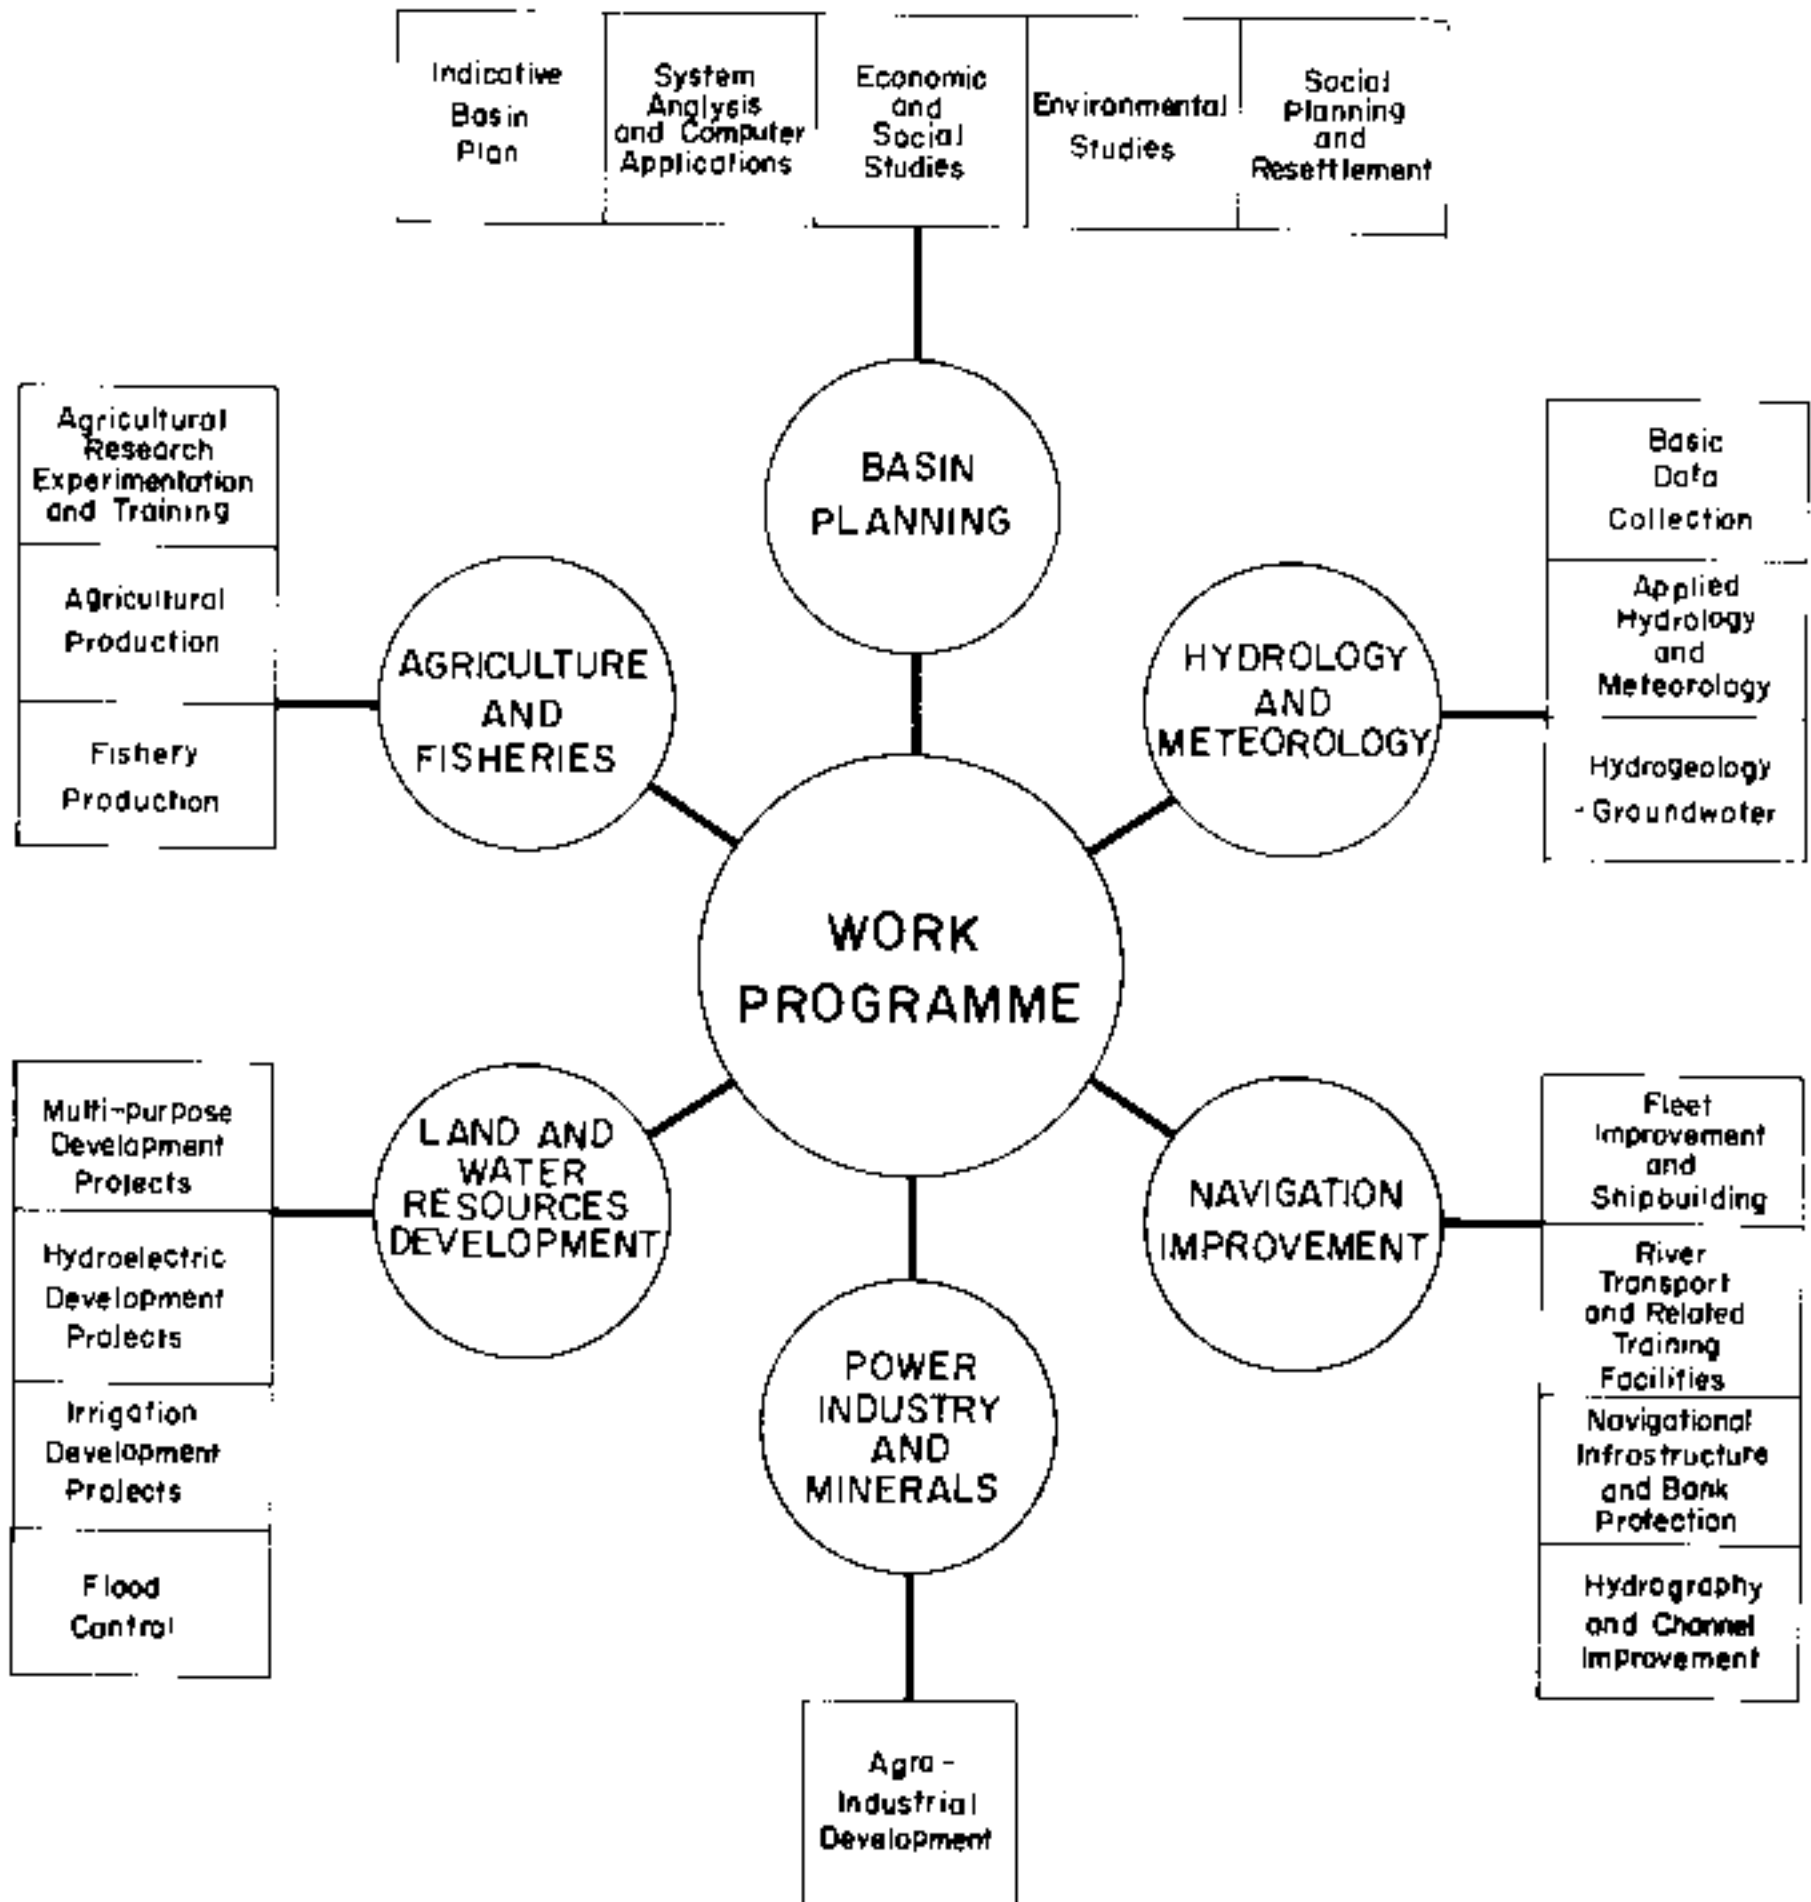 Indicative
Basin
Plan
System
Analysis
and Computer
Applications
Economic
and
Social
Studies
Environmental
Studies
Social
Planning
and
Resettlement
BASIN
PLANNING
Agricultural
Research
Experimentation
and Training
Agricultural
Production
Fishery
Production
AGRICULTURE
AND
FISHERIES
HYDROLOGY
AND
METEOROLOGY
Basic
Data
Collection
Applied
Hydrology
and
Meteorology
Hydrogeology
-Groundwater
WORK
PROGRAMME
Multi-purpose
Development
Projects
Hydroelectric
Development
Projects
Irrigation
Development
Projects
Flood
Control
LAND AND
WATER
RESOURCES
DEVELOPMENT
NAVIGATION
IMPROVEMENT
Fleet
Improvement
and
Shipbuilding
River
Transport
and Related
Training
Facilities
Navigational
Infrastructure
and Bank
Protection
Hydrography
and Channel
Improvement
POWER
INDUSTRY
AND
MINERALS
Agro-
Industrial
Development